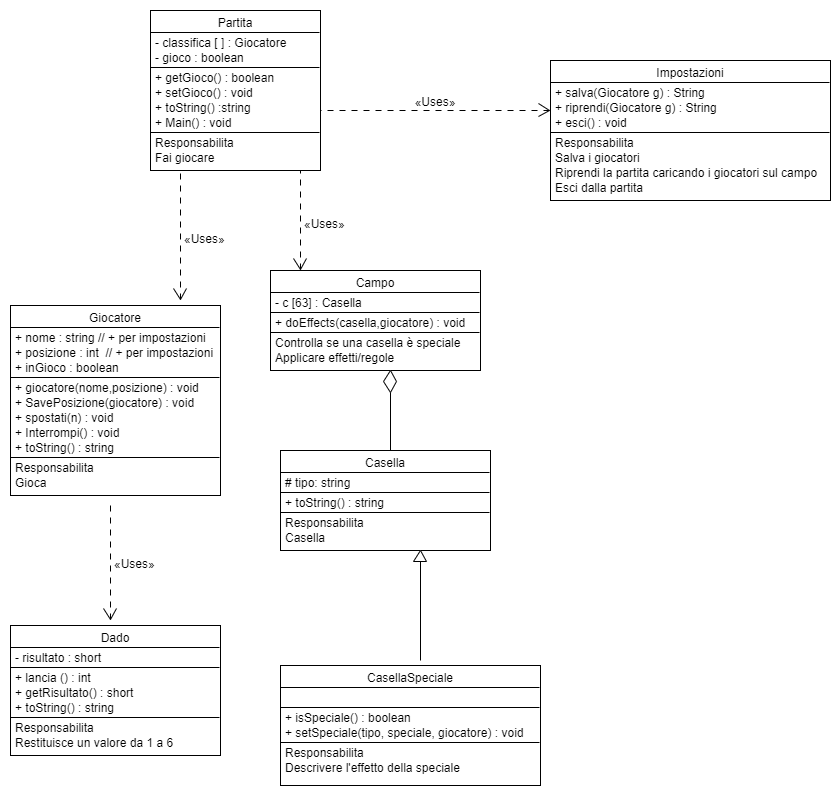 Partita
- classifica [ ] : Giocatore
- gioco : boolean
+ getGioco() : boolean
+ setGioco() : void
+ toString() :string
+ Main() : void
Responsabilita
Fai giocare
«Uses»
Impostazioni
+ salva(Giocatore g) : String
+ riprendi(Giocatore g) : String
+ esci() : void
Responsabilita
Salva i giocatori
Riprendi la partita caricando i giocatori sul campo
Esci dalla partita
«Uses»
«Uses»
Campo
- c [63] : Casella
+ doEffects(casella,giocatore) : void
Controlla se una casella è speciale
Applicare effetti/regole
Giocatore
+ nome : string // + per impostazioni
+ posizione : int // + per impostazioni
+ inGioco : boolean
+ giocatore(nome,posizione) : void
+ SavePosizione(giocatore) : void
+ spostati(n) : void
+ Interrompi() : void
+ toString() : string
Responsabilita
Gioca
Casella
# tipo: string
+ toString() : string
Responsabilita
Casella
«Uses»
Dado
- risultato : short
+ lancia () : int
+ getRisultato() : short
+ toString() : string
Responsabilita
Restituisce un valore da 1 a 6
CasellaSpeciale
+ isSpeciale() : boolean
+ setSpeciale(tipo, speciale, giocatore) : void
Responsabilita
Descrivere l'effetto della speciale